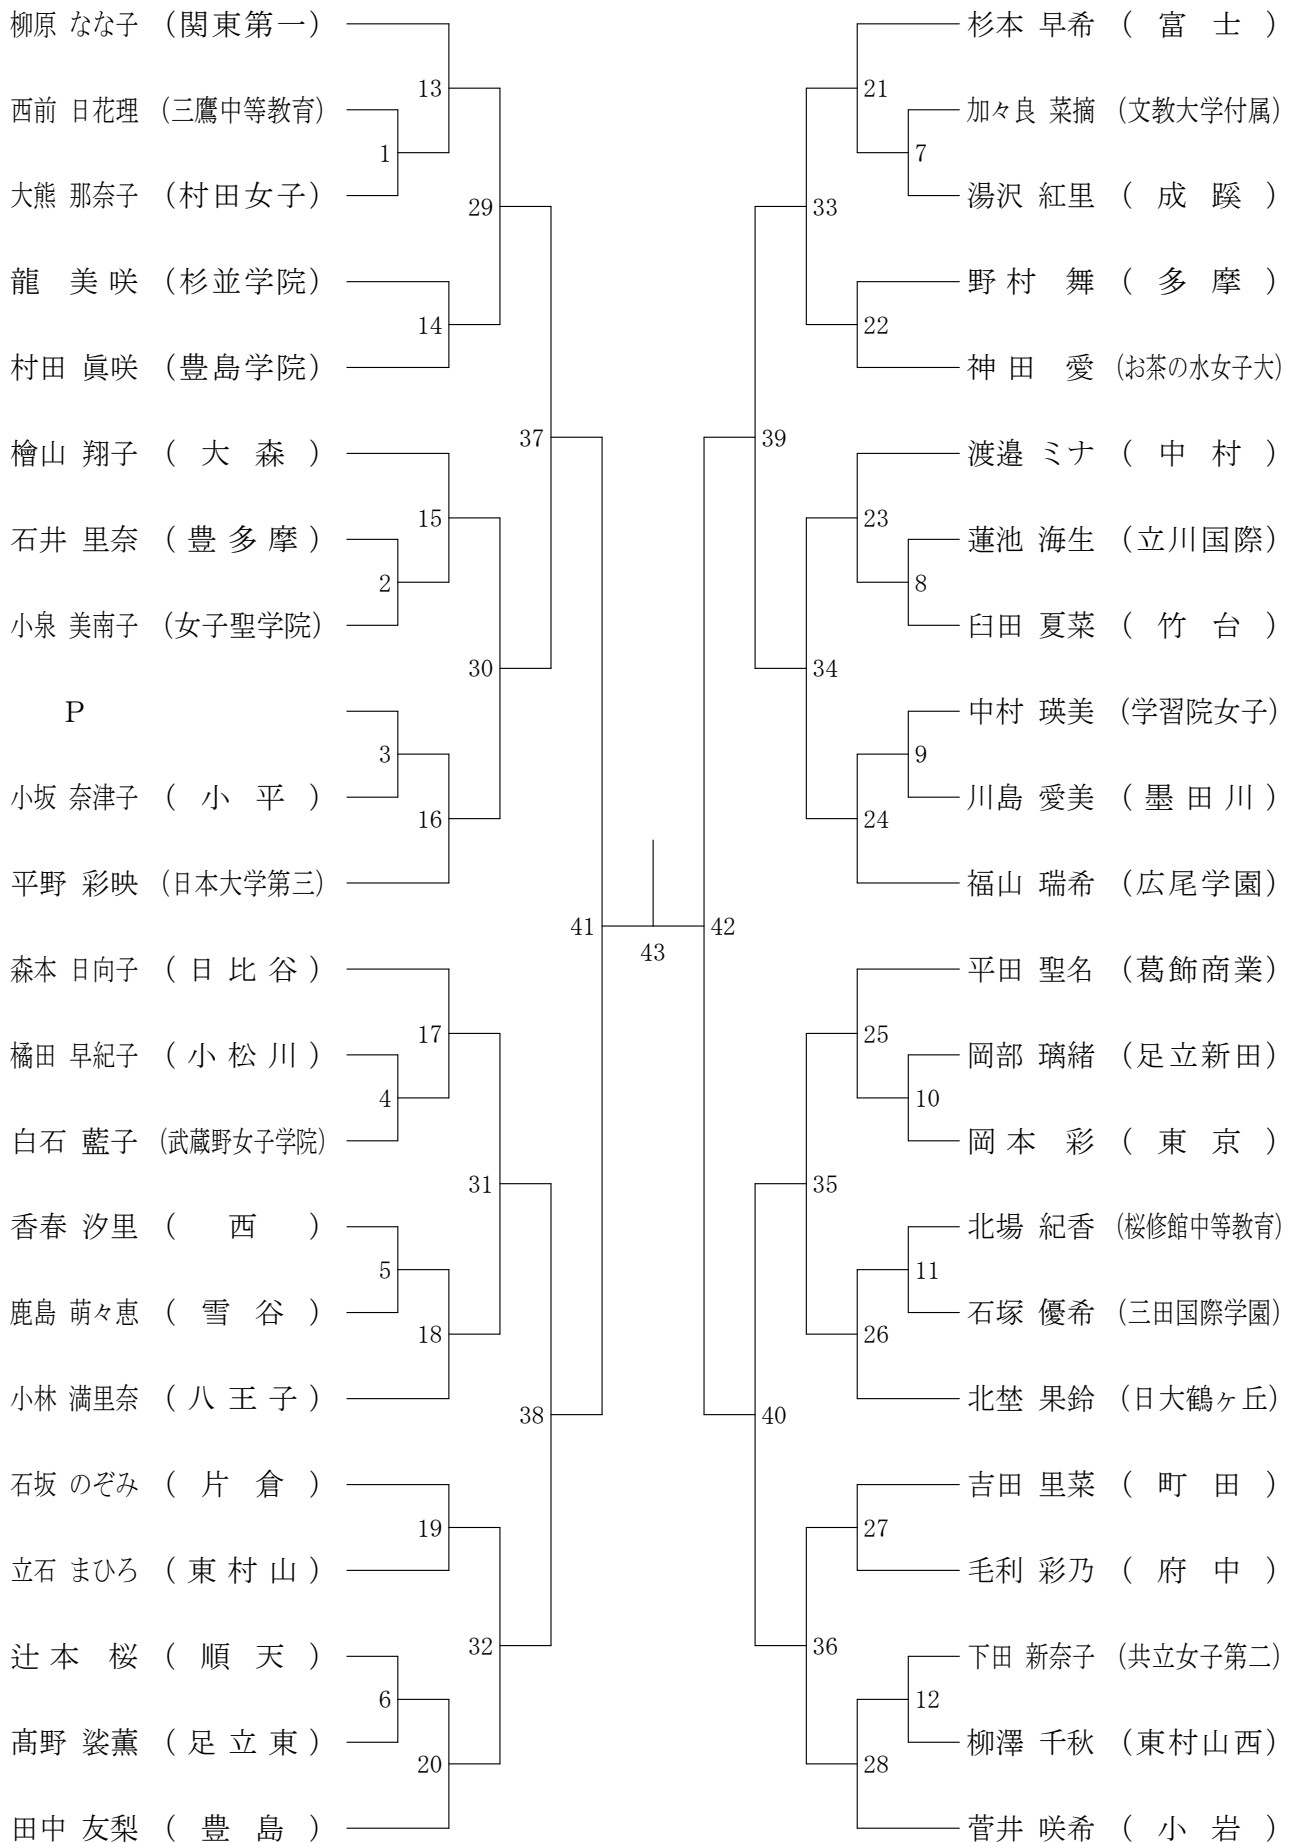 柳原 なな子 (関東第一)
西前 日花理 (三鷹中等教育)
大熊 那奈子 (村田女子)
龍 美咲 (杉並学院)
村田 眞咲 (豊島学院)
檜山 翔子 (大森)
石井 里奈 (豊多摩)
小泉 美南子 (女子聖学院)
P
小坂 奈津子 (小平)
平野 彩映 (日本大学第三)
森本 日向子 (日比谷)
橘田 早紀子 (小松川)
白石 藍子 (武蔵野女子学院)
香春 汐里 (西)
鹿島 萌々恵 (雪谷)
小林 満里奈 (八王子)
石坂 のぞみ (片倉)
立石 まひろ (東村山)
辻本 桜 (順天)
髙野 裟薫 (足立東)
田中 友梨 (豊島)
1
2
3
4
5
6
13
14
15
16
17
18
19
20
29
30
31
32
37
38
41
43
42
39
40
33
34
35
36
21
22
23
24
25
26
27
28
7
8
9
10
11
12
杉本 早希 (富士)
加々良 菜摘 (文教大学付属)
湯沢 紅里 (成蹊)
野村 舞 (多摩)
神田 愛 (お茶の水女子大)
渡邉 ミナ (中村)
蓮池 海生 (立川国際)
臼田 夏菜 (竹台)
中村 瑛美 (学習院女子)
川島 愛美 (墨田川)
福山 瑞希 (広尾学園)
平田 聖名 (葛飾商業)
岡部 璃緒 (足立新田)
岡本 彩 (東京)
北場 紀香 (桜修館中等教育)
石塚 優希 (三田国際学園)
北埜 果鈴 (日大鶴ヶ丘)
吉田 里菜 (町田)
毛利 彩乃 (府中)
下田 新奈子 (共立女子第二)
柳澤 千秋 (東村山西)
菅井 咲希 (小岩)